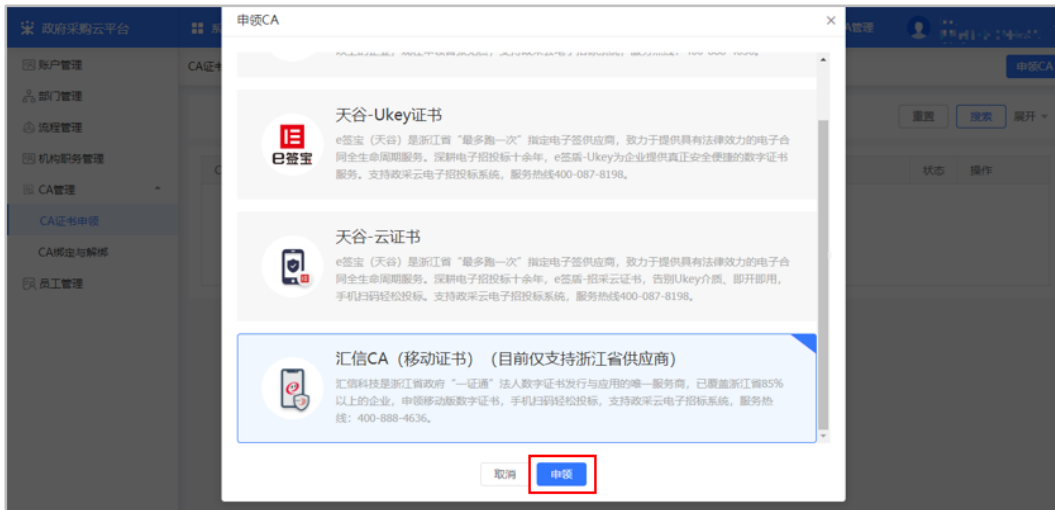 政府采购云平台
申领CA
CA管理
账户管理
部门管理
流程管理
机构职务管理
CA管理
CA证书申领
CA绑定与解绑
员工管理
申领CA
重置
搜索
展开
状态
操作
天谷-Ukey证书
e签宝（天谷）是浙江省“最多跑一次”指定电子签供应商，致力于提供具有法律效力的电子合
同全生命周期服务。深耕电子招投标十余年，e签盾-Ukey为企业提供真正安全便捷的数字证书
服务。支持政采云电子招投标系统，服务热线400-087-8198。
e签宝
天谷-云证书
e签宝（天谷）是浙江省“最多跑一次”指定电子签供应商，致力于提供具有法律效力的电子合
同全生命周期服务。深耕电子招投标十余年，e签盾-招采云证书，告别Ukey介质、即开即用，
手机扫码轻松投标。支持政采云电子招投标系统，服务热线400-087-8198。
汇信CA（移动证书）（目前仅支持浙江省供应商）
汇信科技是浙江省政府“一证通”法人数字证书发行与应用的唯一服务商，已覆盖浙江省85%
以上的企业，申领移动版数字证书，手机扫码轻松投标，支持政采云电子招标系统，服务热
线：400-888-4636。
取消
申领